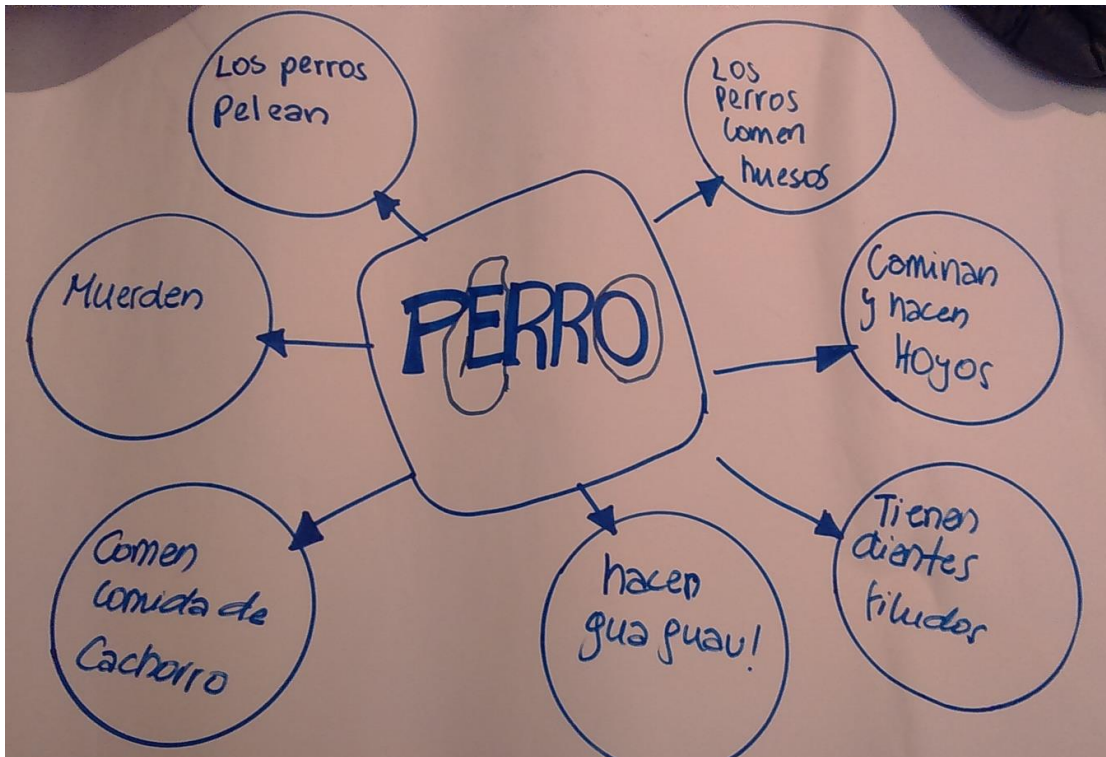 Los perros
Pelean
Los
perros
comen
huesos
Muerden
PERRO
Caminan
y hacen
HOyos
Comen
comida de
Cachorro
hacen
gua guau!
Tienen
dientes
filudos